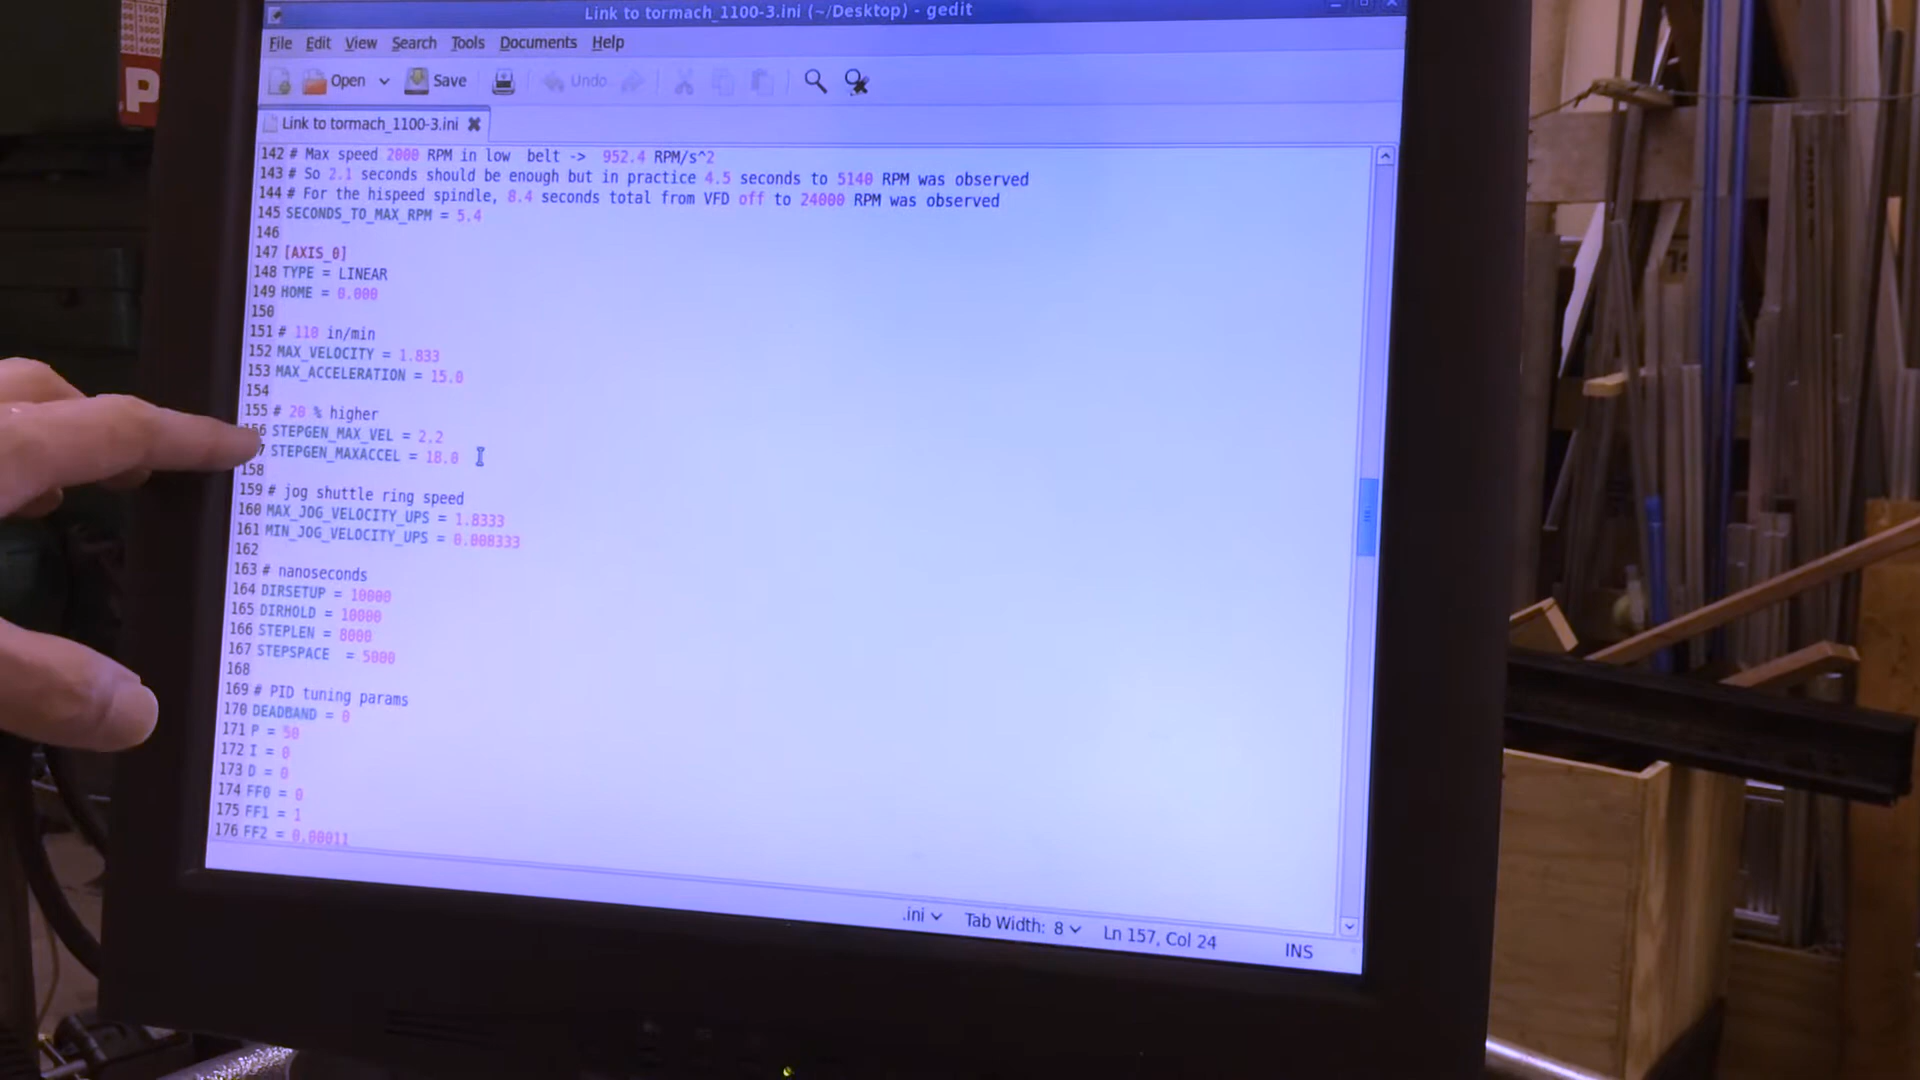 Link to tormach_1100-3.ini (~/Desktop) - gedit
File Edit View Search Tools Documents Help
Open Save Undo
Link to tormach_1100-3.ini
142 # Max speed 2000 RPM in low  belt ->  952.4 RPM/s^2
143 # So 2.1 seconds should be enough but in practice 4.5 seconds to 5140 RPM was observed
144 # For the hispeed spindle, 8.4 seconds total from VFD off to 24000 RPM was observed
145 SECONDS_TO_MAX_RPM = 5.4
146
147 [AXIS_0]
148 TYPE = LINEAR
149 HOME = 0.000
150
151 # 110 in/min
152 MAX_VELOCITY = 1.833
153 MAX_ACCELERATION = 15.0
154
155 # 20 % higher
56 STEPGEN_MAX_VEL = 2.2
7 STEPGEN_MAXACCEL = 18.0
158
159 # jog shuttle ring speed
160 MAX_JOG_VELOCITY_UPS = 1.8333
161 MIN_JOG_VELOCITY_UPS = 0.008333
162
163 # nanoseconds
164 DIRSETUP = 10000
165 DIRHOLD = 10000
166 STEPLEN = 8000
167 STEPSPACE  = 5000
168
169 # PID tuning params
170 DEADBAND = 0
171 P = 50
172 I = 0
173 D = 0
174 FF0 = 0
175 FF1 = 1
176 FF2 = 0.00011
.ini Tab Width: 8 Ln 157, Col 24 INS